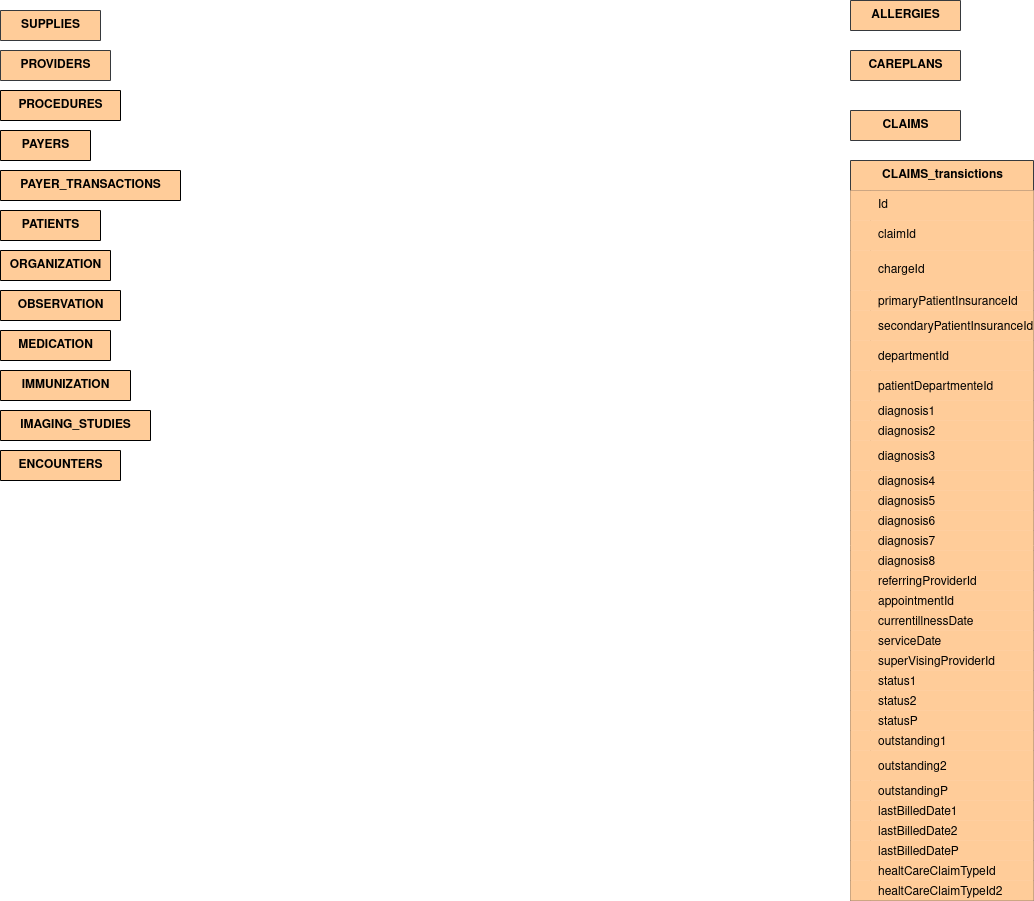 SUPPLIES
PROVIDERS
PROCEDURES
PAYERS
PAYER_TRANSACTIONS
PATIENTS
ORGANIZATION
OBSERVATION
MEDICATION
IMMUNIZATION
IMAGING_STUDIES
ENCOUNTERS
ALLERGIES
CAREPLANS
CLAIMS
CLAIMS_transictions
Id
claimId
chargeId
primaryPatientInsuranceId
secondaryPatientInsuranceId
departmentId
patientDepartmenteId
diagnosis1
diagnosis2
diagnosis3
diagnosis4
diagnosis5
diagnosis6
diagnosis7
diagnosis8
referringProviderId
appointmentId
currentillnessDate
serviceDate
superVisingProviderId
status1
status2
statusP
outstanding1
outstanding2
outstandingP
lastBilledDate1
lastBilledDate2
lastBilledDateP
healtCareClaimTypeId
healtCareClaimTypeId2